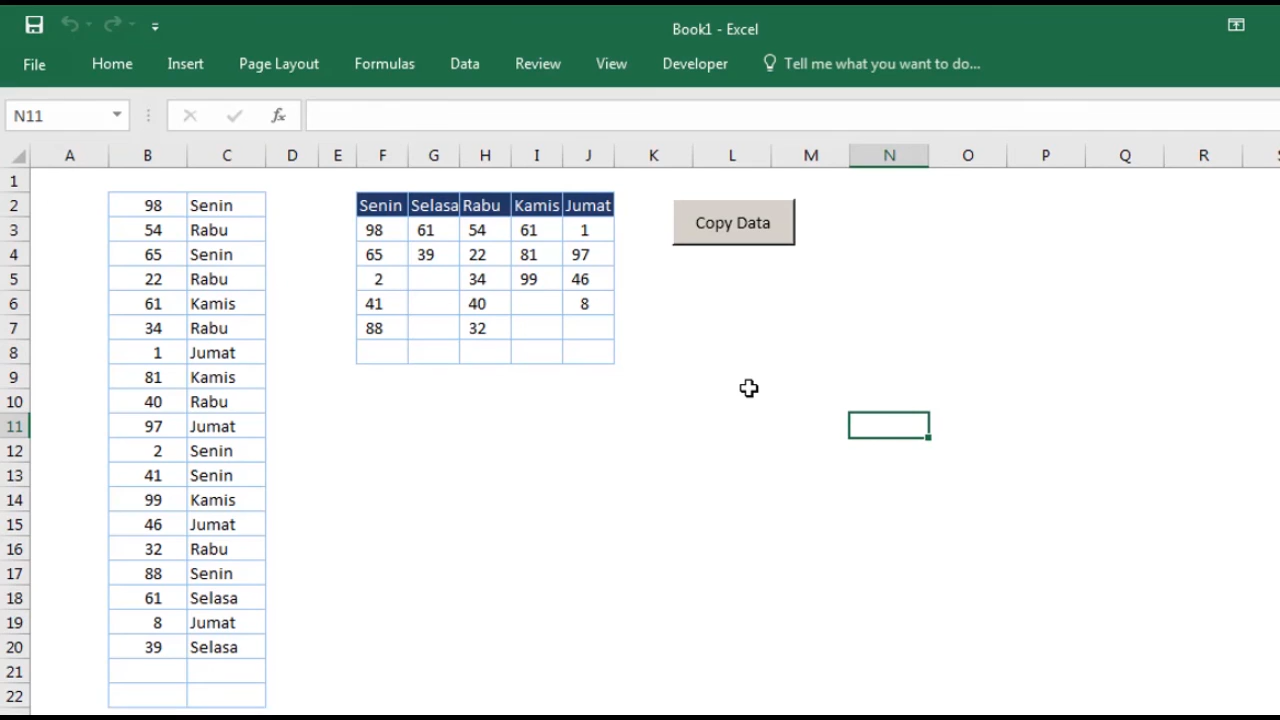 Book1 - Excel
File Home Insert Page Layout Formulas Data Review View Developer Tell me what you want to do...
N11 fx
A B C D E F G H I J K L M N O P Q R
1
2 98 Senin Senin Selasa Rabu Kamis Jumat
3 54 Rabu 98 61 54 61 1 Copy Data
4 65 Senin 65 39 22 81 97
5 22 Rabu 2 34 99 46
6 61 Kamis 41 40 8
7 34 Rabu 88 32
8 1 Jumat
9 81 Kamis
10 40 Rabu
11 97 Jumat
12 2 Senin
13 41 Senin
14 99 Kamis
15 46 Jumat
16 32 Rabu
17 88 Senin
18 61 Selasa
19 8 Jumat
20 39 Selasa
21
22